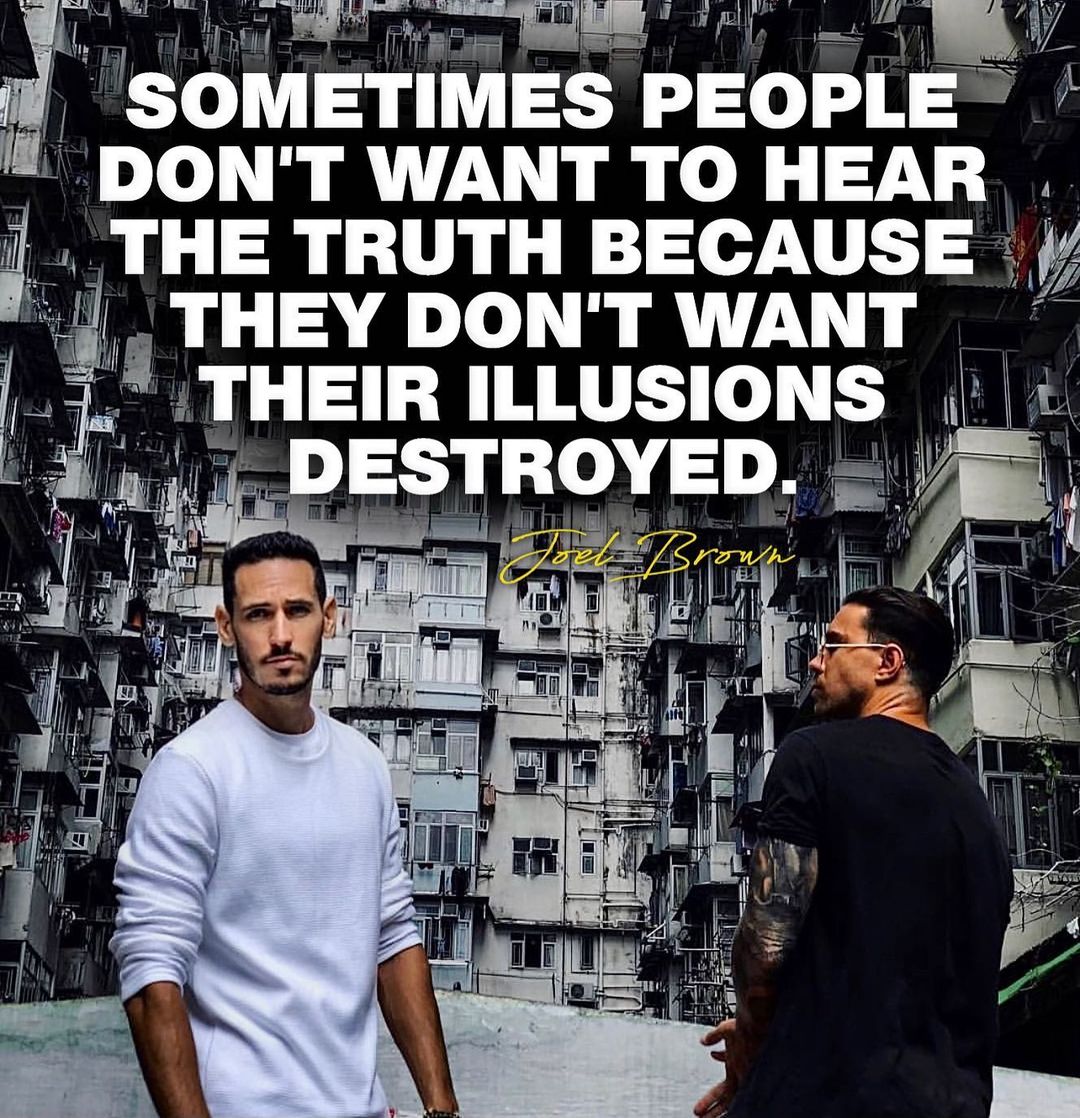 SOMETIMES PEOPLE
DON'T WANT TO HEAR
THE TRUTH BECAUSE
THEY DON'T WANT
THEIR ILLUSIONS
DESTROYED.
Joel Brown